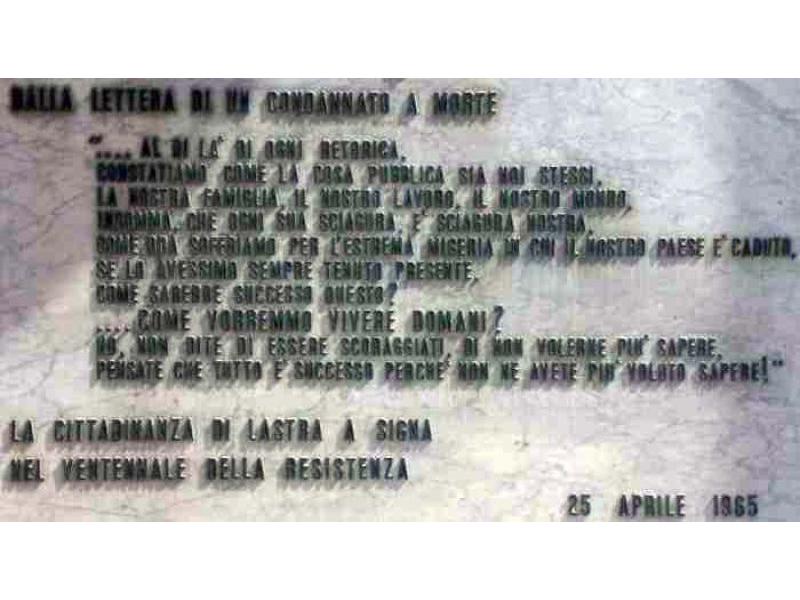 DALLA LETTERA DI UN CONDANNATO A MORTE
“.... AL DI LA' DI OGNI RETORICA,
CONSTATIAMO COME LA COSA PUBBLICA SIA NOI STESSI,
LA NOSTRA FAMIGLIA, IL NOSTRO LAVORO, IL NOSTRO MONDO,
INSOMMA, CHE OGNI SUA SCIAGURA, E' SCIAGURA NOSTRA,
COME ORA SOFFRIAMO PER L'ESTREMA MISERIA IN CUI IL NOSTRO PAESE E' CADUTO,
SE LO AVESSIMO SEMPRE TENUTO PRESENTE,
COME SAREBBE SUCCESSO QUESTO?
....COME VORREMMO VIVERE DOMANI?
NO, NON DITE DI ESSERE SCORAGGIATI, DI NON VOLERNE PIU' SAPERE,
PENSATE CHE TUTTO E' SUCCESSO PERCHE' NON NE AVETE PIU' VOLUTO SAPERE!”
LA CITTADINANZA DI LASTRA A SIGNA
NEL VENTENNALE DELLA RESISTENZA
25 APRILE 1965